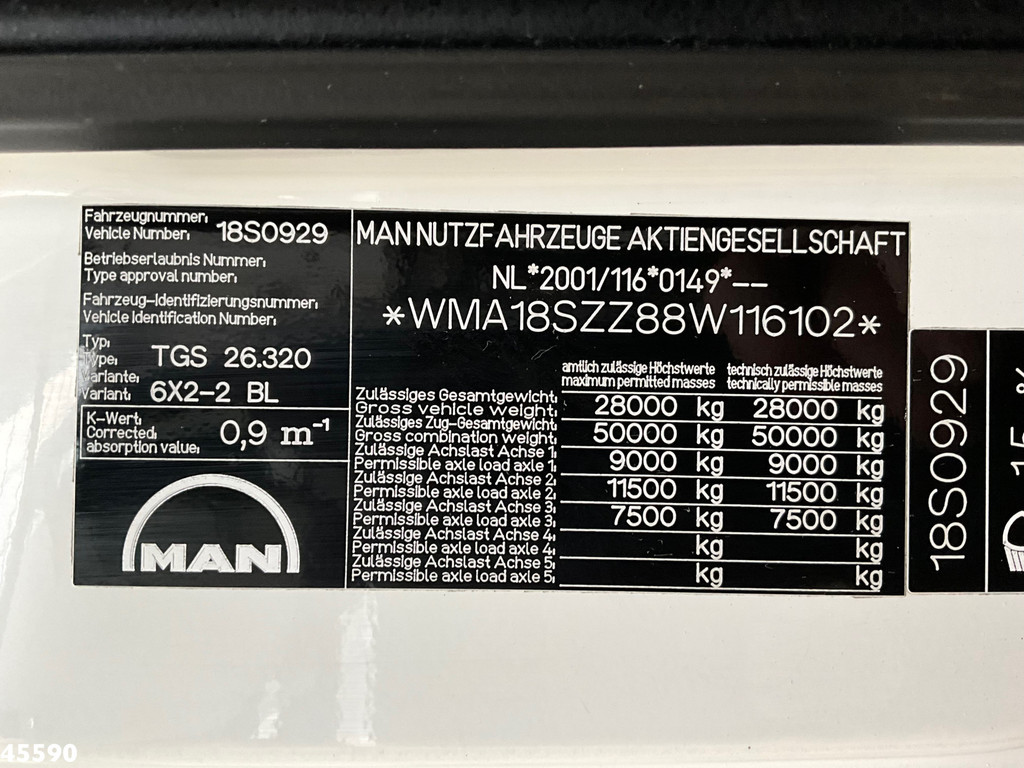 Fahrzeugnummer:
Vehicle Number: 18S0929
Betriebserlaubnis Nummer:
Type approval number:
Fahrzeug-Identifizierungsnummer:
Vehicle Identification Number:
Typ:
Type: TGS 26.320
Variante:
Variant: 6X2-2 BL
K-Wert:
Corrected:
absorption value: 0,9 m⁻¹
MAN
MAN NUTZFAHRZEUGE AKTIENGESELLSCHAFT
NL*2001/116*0149*--
*WMA18SZZ88W116102*
amtlich zulässige Höchstwerte technisch zulässige Höchstwerte
maximum permitted masses technically permissible masses
Zulässiges Gesamtgewicht:
Gross vehicle weight: 28000 kg 28000 kg
Zulässiges Zug-Gesamtgewicht:
Gross combination weight: 50000 kg 50000 kg
Zulässige Achslast Achse 1:
Permissible axle load axle 1: 9000 kg 9000 kg
Zulässige Achslast Achse 2:
Permissible axle load axle 2: 11500 kg 11500 kg
Zulässige Achslast Achse 3:
Permissible axle load axle 3: 7500 kg 7500 kg
Zulässige Achslast Achse 4:
Permissible axle load axle 4: kg kg
Zulässige Achslast Achse 5:
Permissible axle load axle 5: kg kg
18S0929
15 %
45590